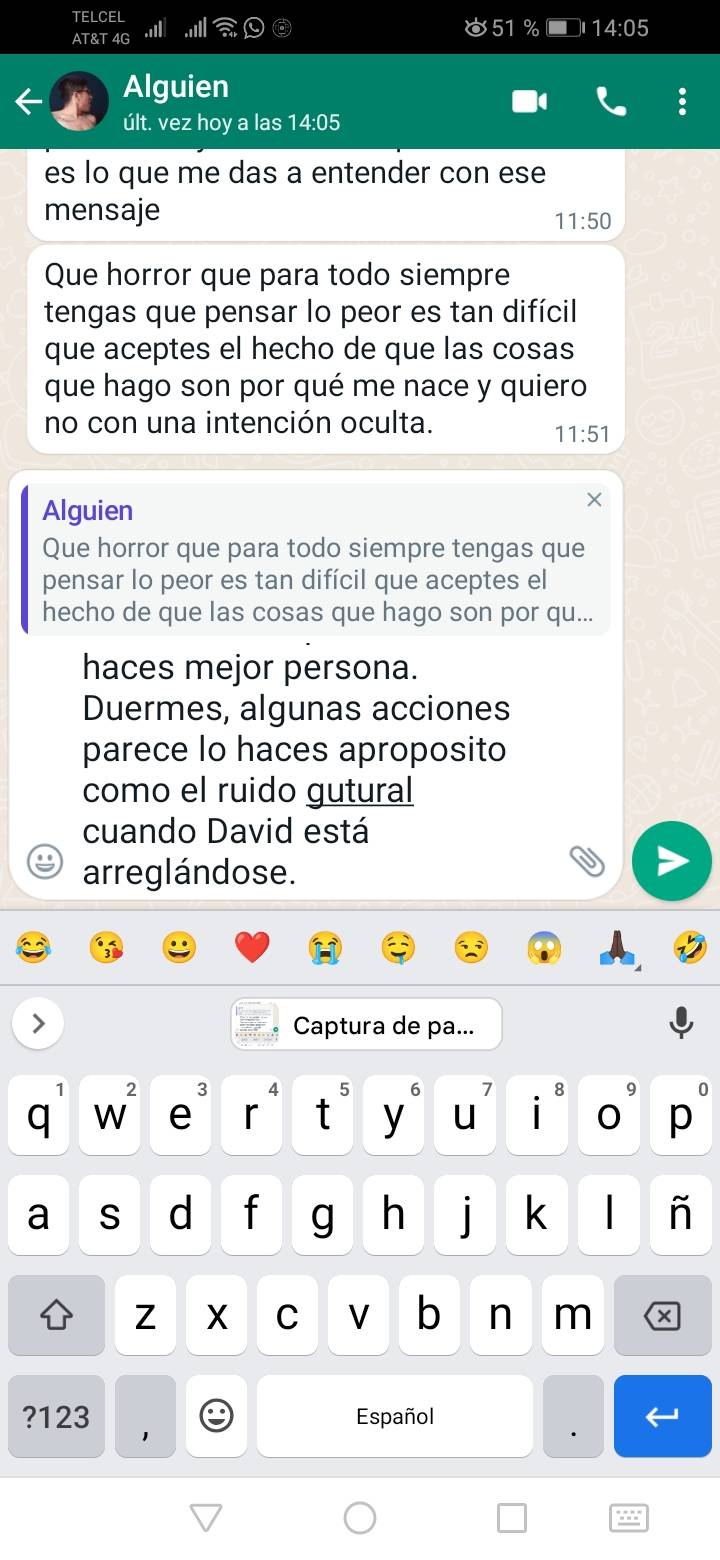 TELCEL
AT&T 4G
51 % 14:05
Alguien
últ. vez hoy a las 14:05
es lo que me das a entender con ese
mensaje
11:50
Que horror que para todo siempre
tengas que pensar lo peor es tan difícil
que aceptes el hecho de que las cosas
que hago son por qué me nace y quiero
no con una intención oculta.
11:51
Alguien
Que horror que para todo siempre tengas que
pensar lo peor es tan difícil que aceptes el
hecho de que las cosas que hago son por qu...
haces mejor persona.
Duermes, algunas acciones
parece lo haces aproposito
como el ruido gutural
cuando David está
arreglándose.
Captura de pa...
1 2 3 4 5 6 7 8 9 0
q w e r t y u i o p
a s d f g h j k l ñ
z x c v b n m
?123 , Español .